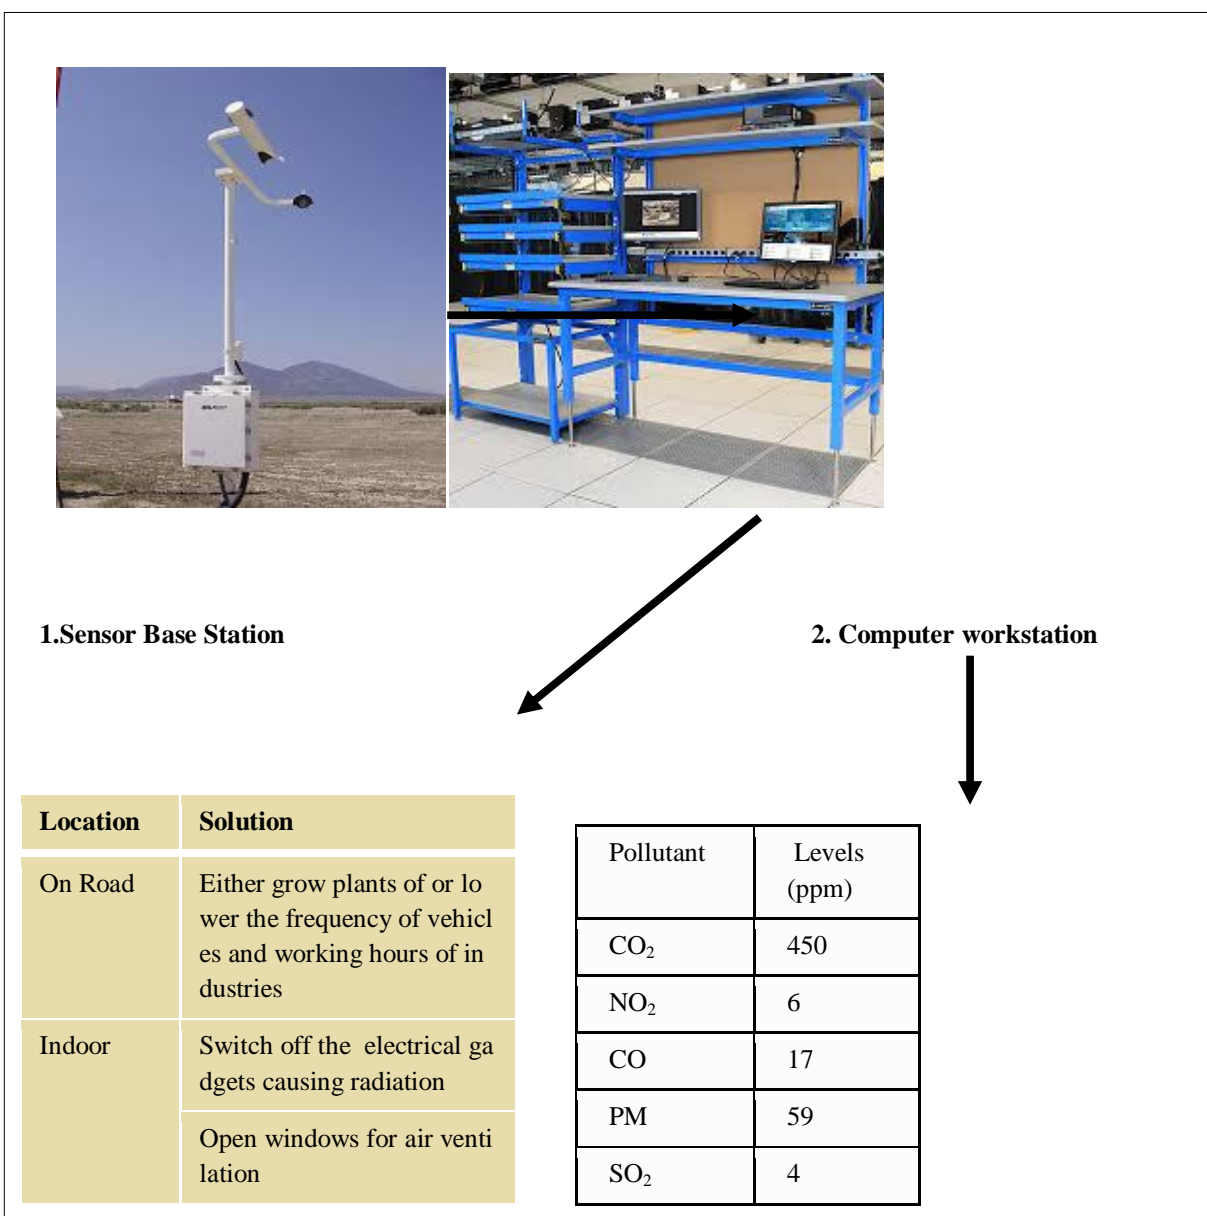 1.Sensor Base Station
2. Computer workstation
Location Solution
On Road Either grow plants of or lo
wer the frequency of vehicl
es and working hours of in
dustries
Indoor Switch off the  electrical ga
dgets causing radiation
Open windows for air venti
lation
Pollutant Levels
(ppm)
CO₂ 450
NO₂ 6
CO 17
PM 59
SO₂ 4